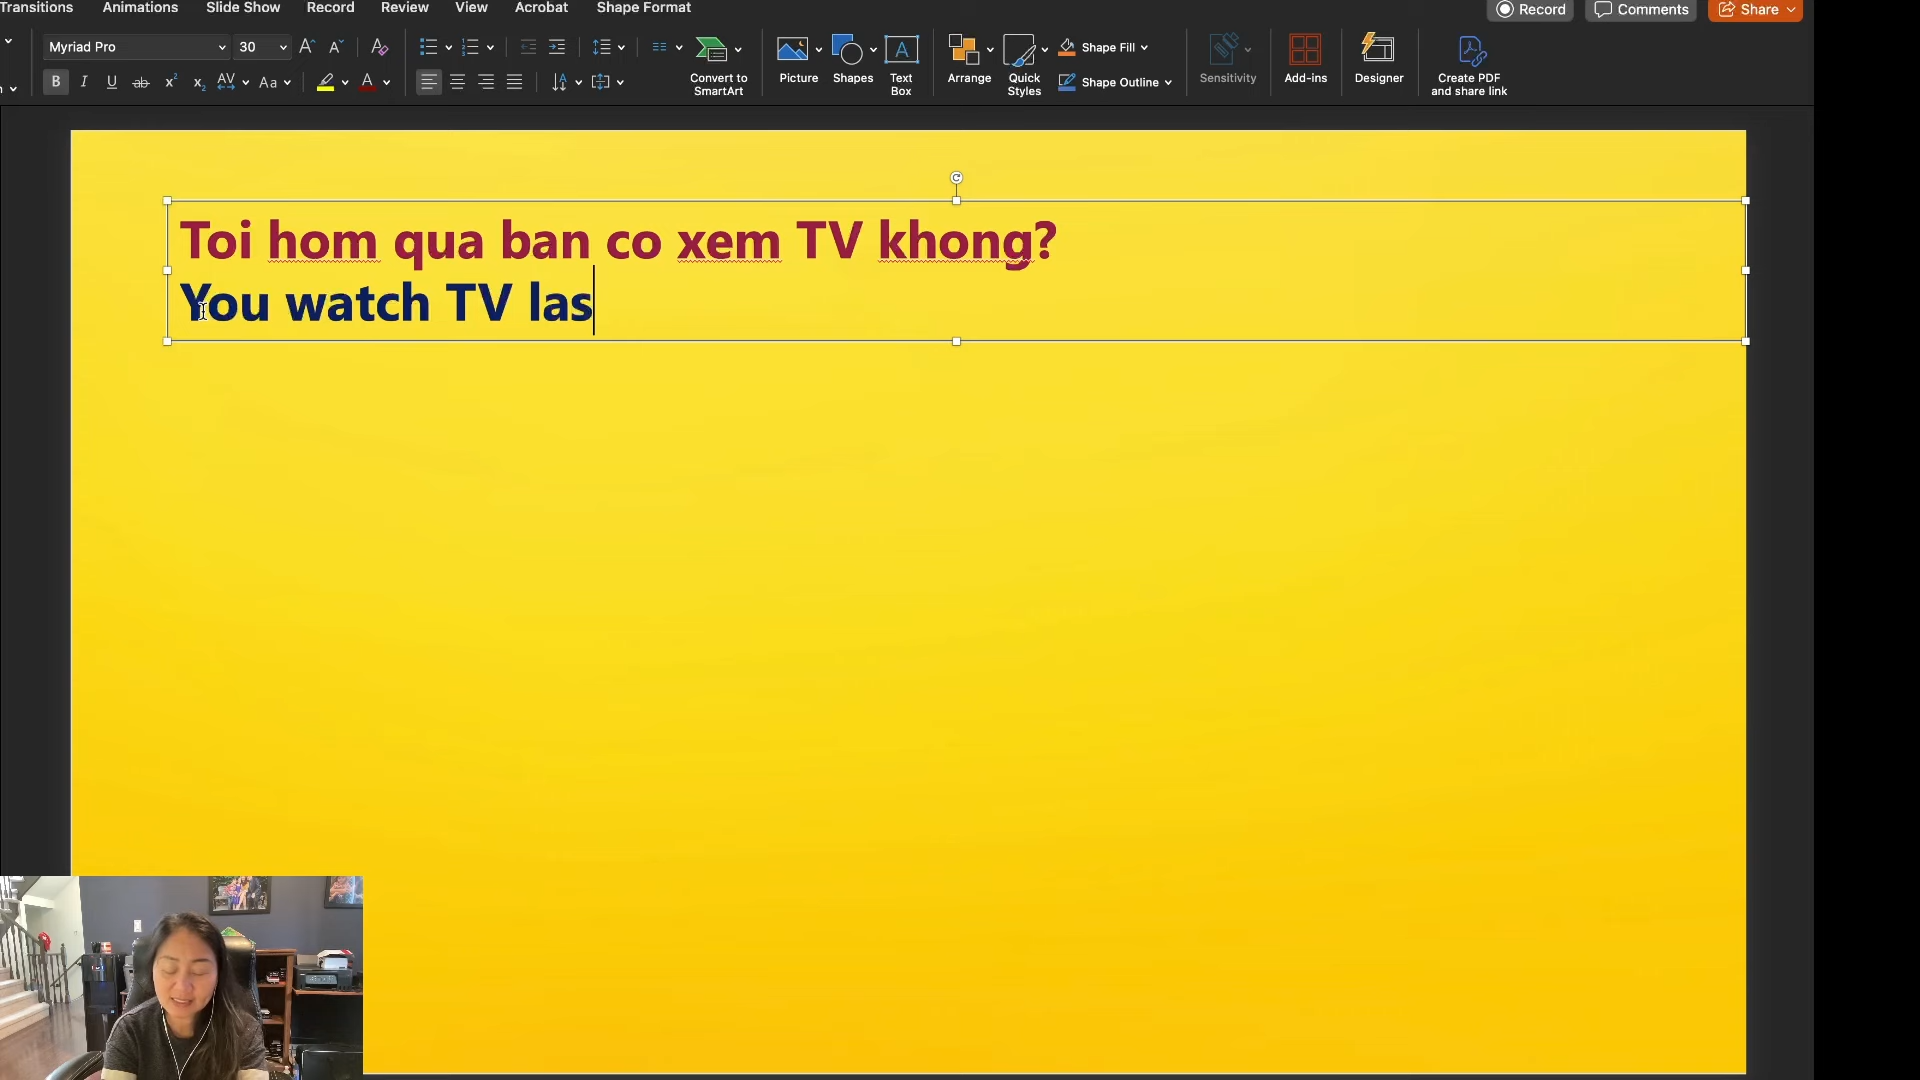 Transitions Animations Slide Show Record Review View Acrobat Shape Format Record Comments Share
Myriad Pro 30 Shape Fill
Convert to SmartArt Picture Shapes Text Box Arrange Quick Styles Shape Outline Sensitivity Add-ins Designer Create PDF and share link
Toi hom qua ban co xem TV khong?
You watch TV las